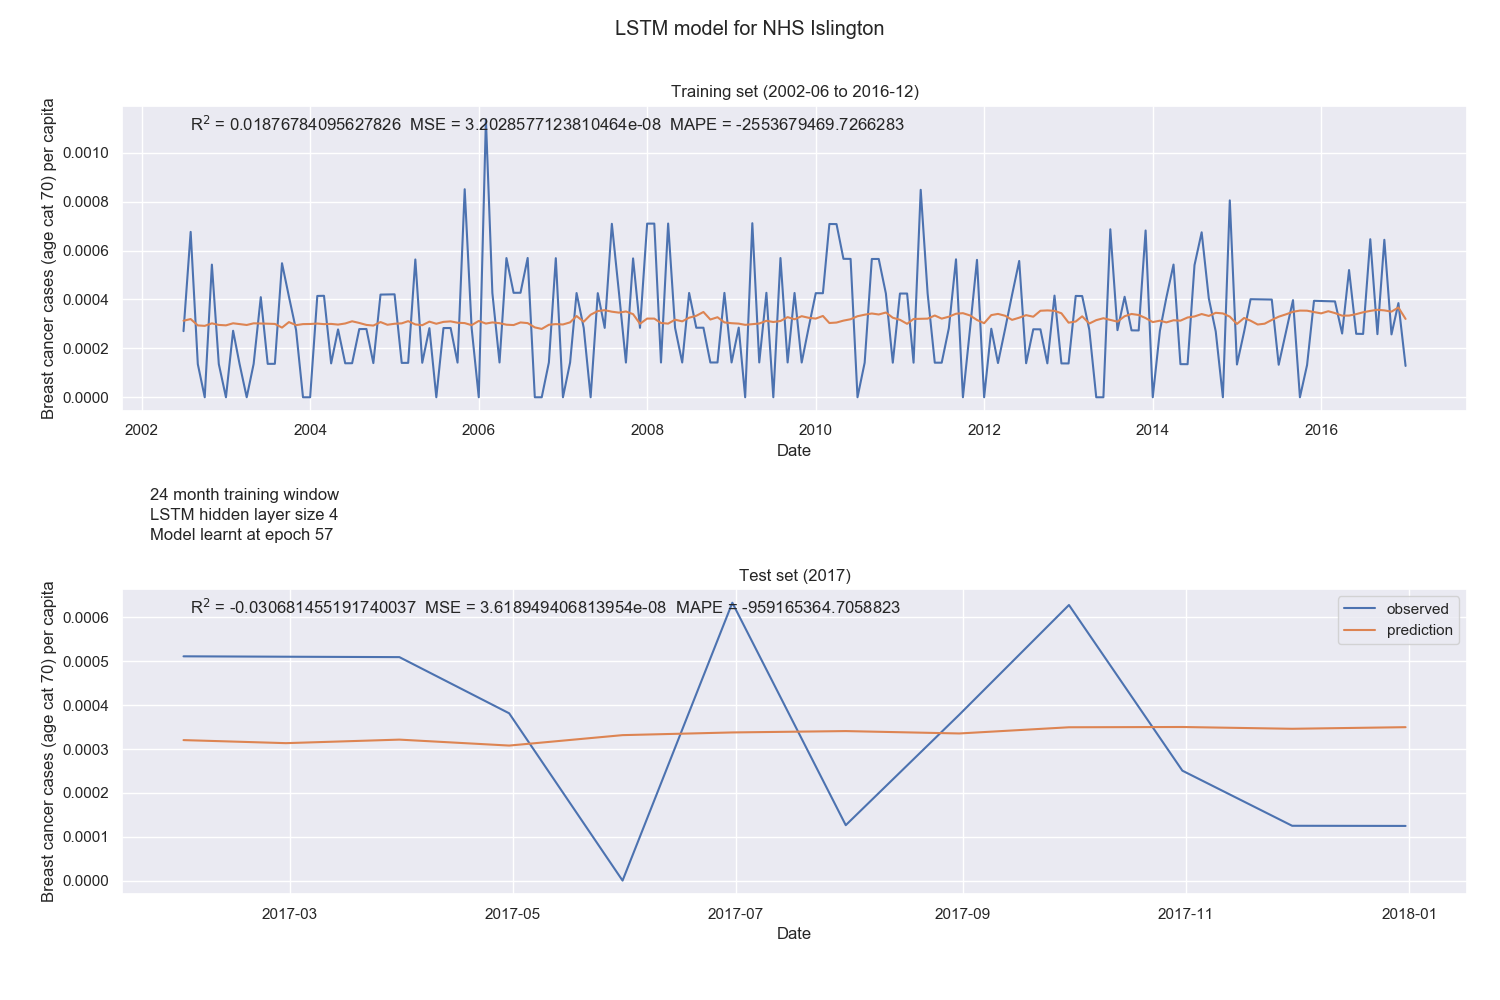 LSTM model for NHS Islington
Training set (2002-06 to 2016-12)
R² = 0.01876784095627826 MSE = 3.2028577123810464e-08 MAPE = -2553679469.7266283
Breast cancer cases (age cat 70) per capita
0.0010
0.0008
0.0006
0.0004
0.0002
0.0000
2002 2004 2006 2008 2010 2012 2014 2016
Date
24 month training window
LSTM hidden layer size 4
Model learnt at epoch 57
Test set (2017)
R² = -0.030681455191740037 MSE = 3.618949406813954e-08 MAPE = -959165364.7058823
observed
prediction
Breast cancer cases (age cat 70) per capita
0.0006
0.0005
0.0004
0.0003
0.0002
0.0001
0.0000
2017-03 2017-05 2017-07 2017-09 2017-11 2018-01
Date